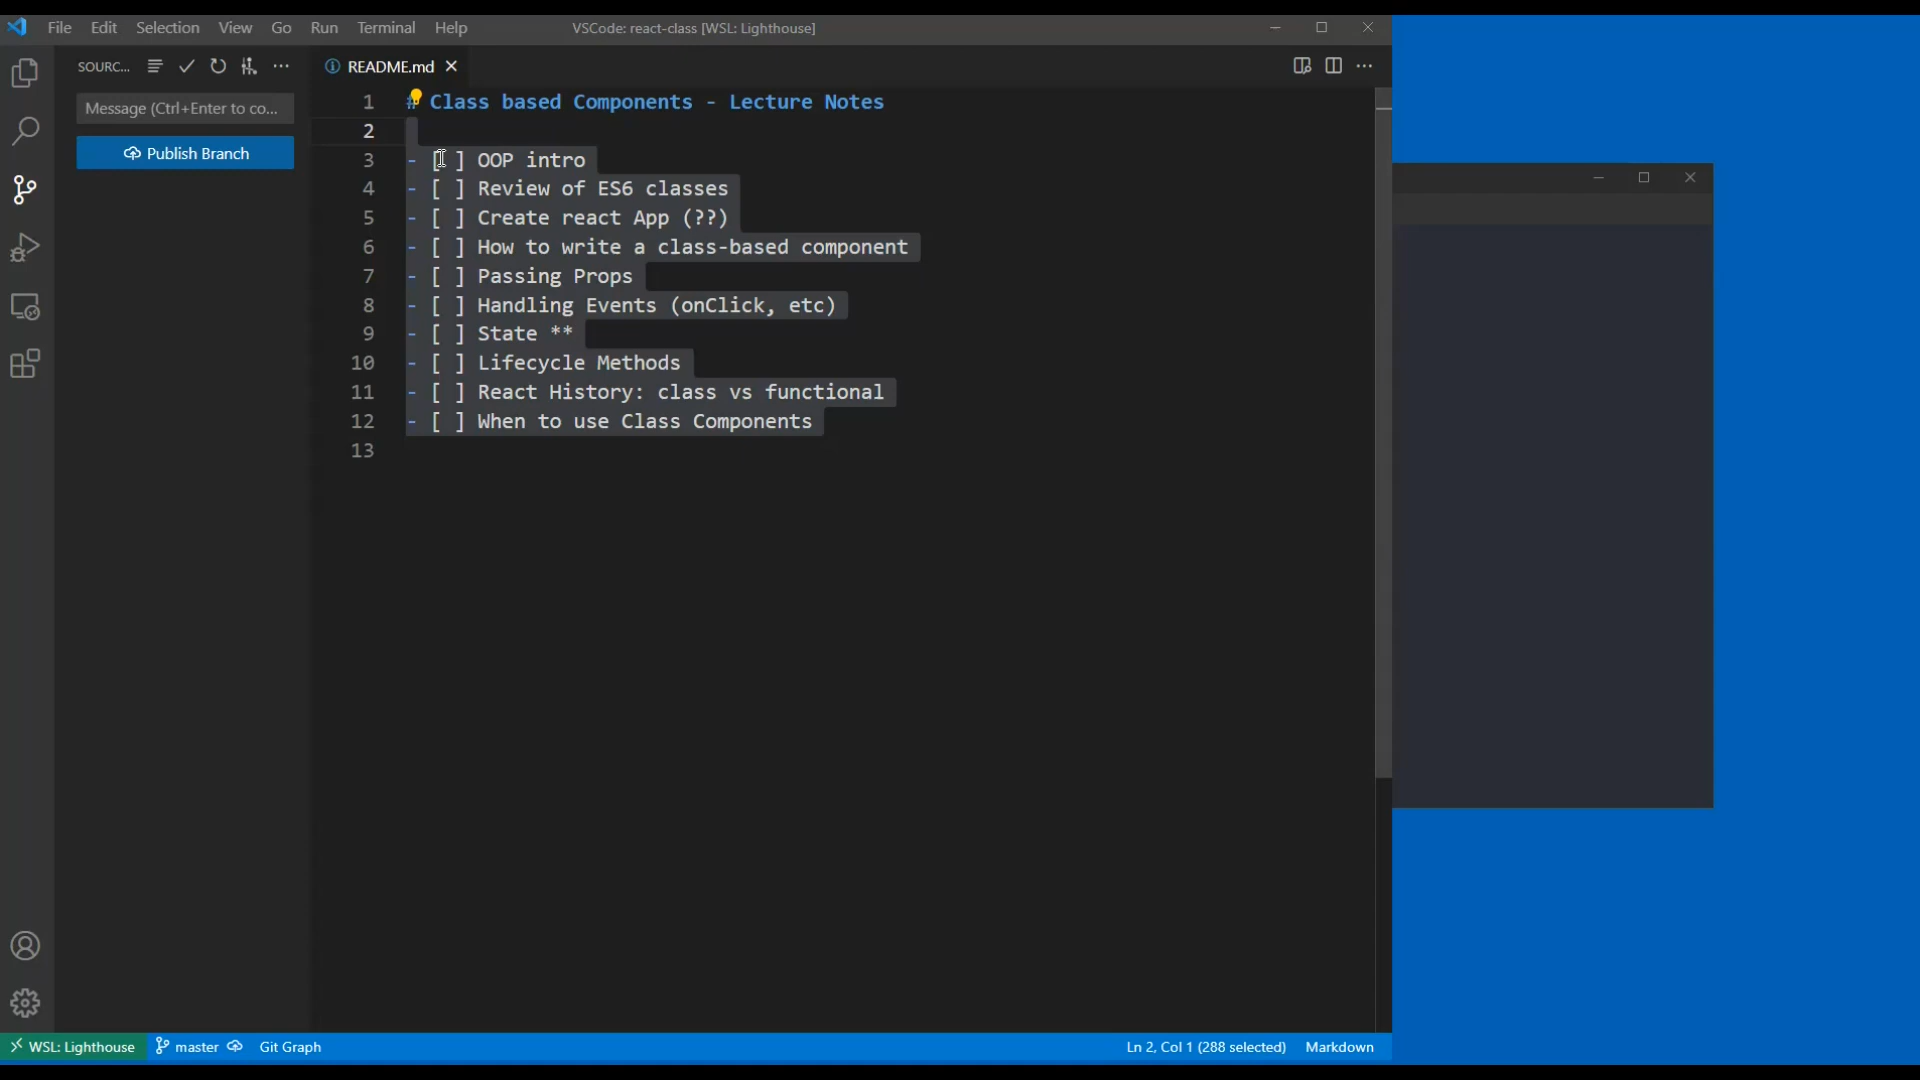 File Edit Selection View Go Run Terminal Help VSCode: react-class [WSL: Lighthouse]
SOURC...
README.md
Message (Ctrl+Enter to co...
Publish Branch
1 # Class based Components - Lecture Notes
2
3 - [ ] OOP intro
4 - [ ] Review of ES6 classes
5 - [ ] Create react App (??)
6 - [ ] How to write a class-based component
7 - [ ] Passing Props
8 - [ ] Handling Events (onClick, etc)
9 - [ ] State **
10 - [ ] Lifecycle Methods
11 - [ ] React History: class vs functional
12 - [ ] When to use Class Components
13
WSL: Lighthouse master Git Graph Ln 2, Col 1 (288 selected) Markdown